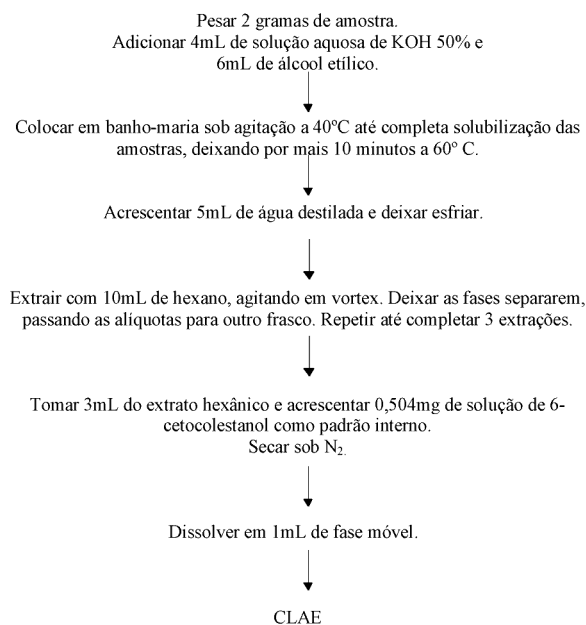 Pesar 2 gramas de amostra.
Adicionar 4mL de solução aquosa de KOH 50% e
6mL de álcool etílico.
Colocar em banho-maria sob agitação a 40ºC até completa solubilização das
amostras, deixando por mais 10 minutos a 60º C.
Acrescentar 5mL de água destilada e deixar esfriar.
Extrair com 10mL de hexano, agitando em vortex. Deixar as fases separarem,
passando as alíquotas para outro frasco. Repetir até completar 3 extrações.
Tomar 3mL do extrato hexânico e acrescentar 0,504mg de solução de 6-
cetocolestanol como padrão interno.
Secar sob N₂.
Dissolver em 1mL de fase móvel.
CLAE